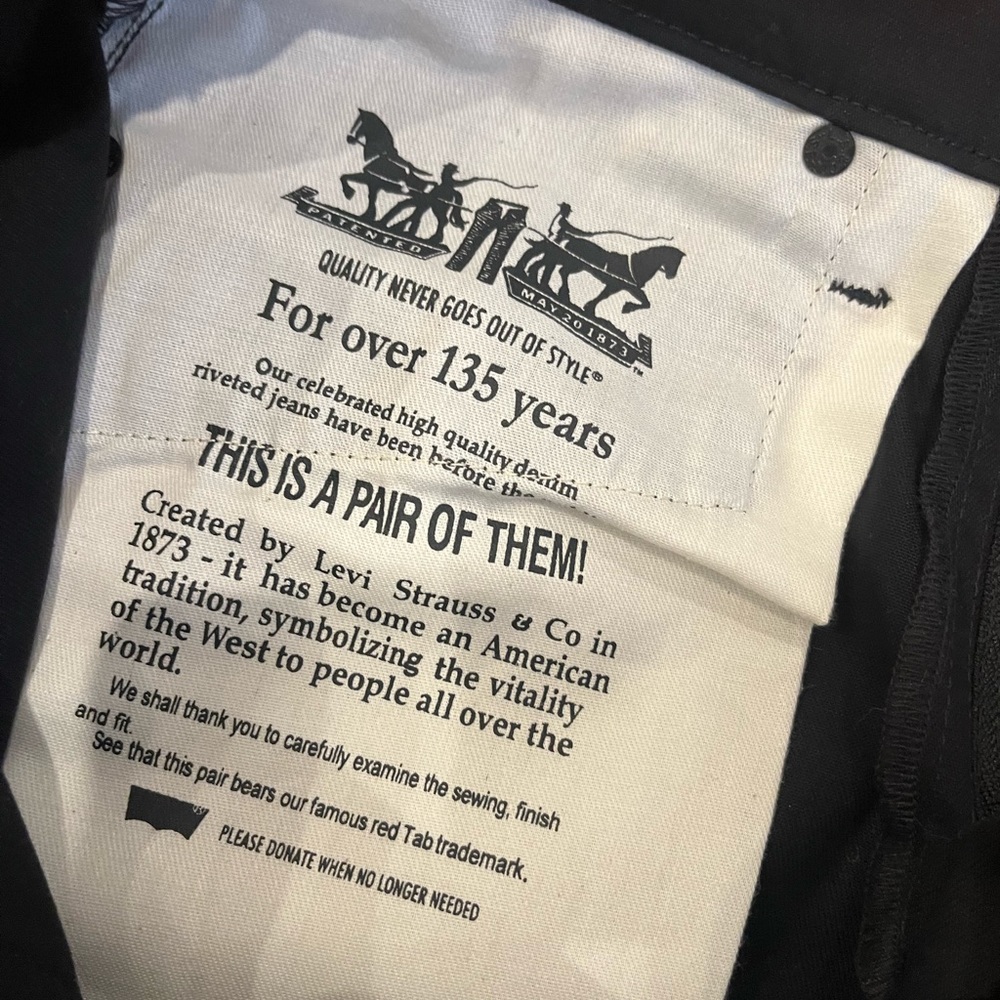 PATENTED
MAY 20 1873™
QUALITY NEVER GOES OUT OF STYLE®
For over 135 years
Our celebrated high quality denim
riveted jeans have been before the
THIS IS A PAIR OF THEM!
Created by Levi Strauss & Co in
1873 - it has become an American
tradition, symbolizing the vitality
of the West to people all over the
world.
We shall thank you to carefully examine the sewing, finish
and fit.
See that this pair bears our famous red Tab trademark.
PLEASE DONATE WHEN NO LONGER NEEDED